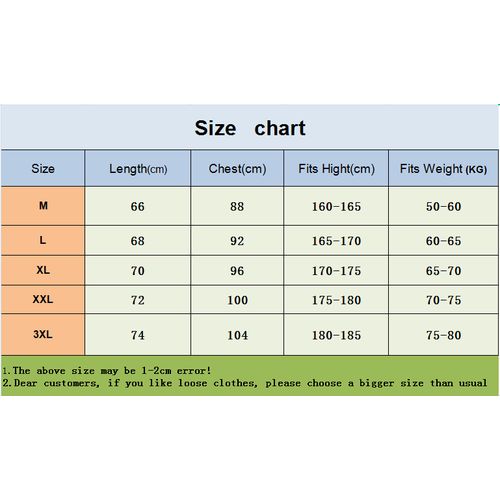 Size chart
Size Length(cm) Chest(cm) Fits Hight(cm) Fits Weight (KG)
M 66 88 160-165 50-60
L 68 92 165-170 60-65
XL 70 96 170-175 65-70
XXL 72 100 175-180 70-75
3XL 74 104 180-185 75-80
1.The above size may be 1-2cm error!
2.Dear customers, if you like loose clothes, please choose a bigger size than usual